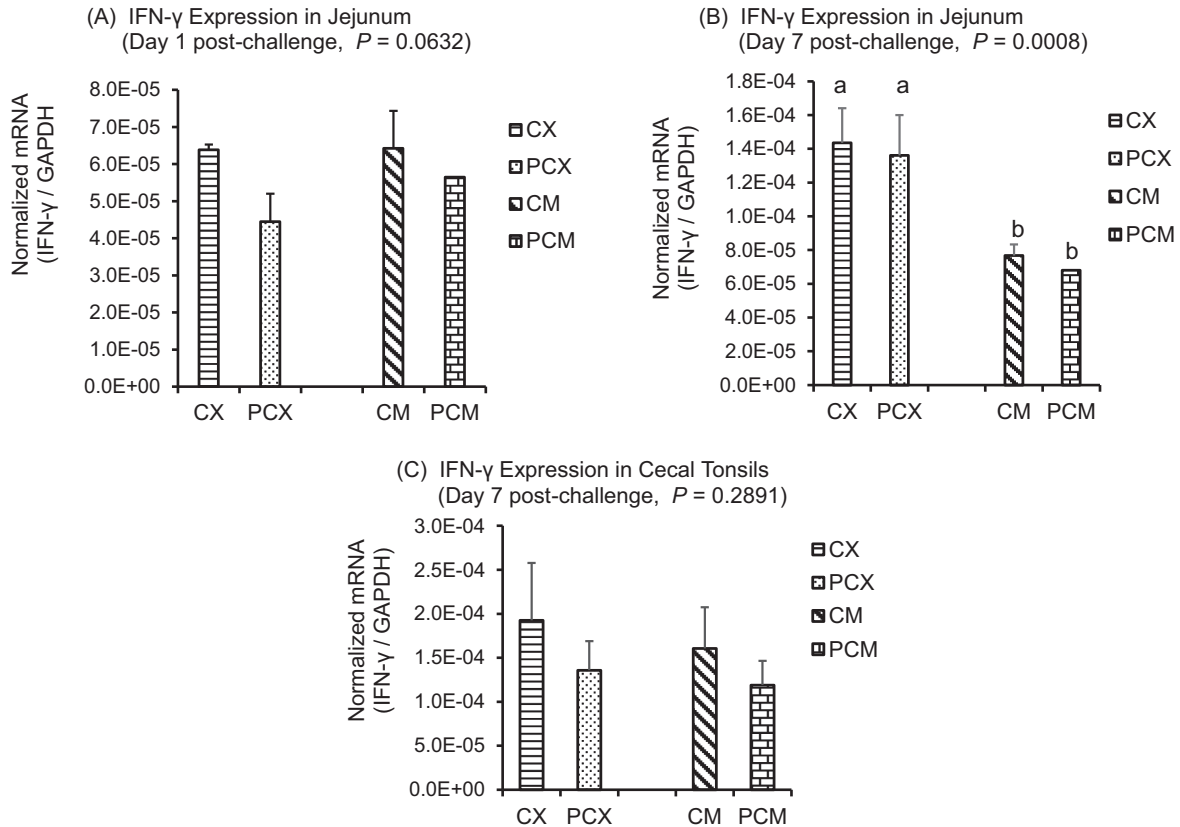 (A) IFN-γ Expression in Jejunum
(Day 1 post-challenge, P = 0.0632)
Normalized mRNA
(IFN-γ / GAPDH)
8.0E-05
7.0E-05
6.0E-05
5.0E-05
4.0E-05
3.0E-05
2.0E-05
1.0E-05
0.0E+00
CX
PCX
CM
PCM
CX
PCX
CM
PCM
(B) IFN-γ Expression in Jejunum
(Day 7 post-challenge, P = 0.0008)
Normalized mRNA
(IFN-γ / GAPDH)
1.8E-04
1.6E-04
1.4E-04
1.2E-04
1.0E-04
8.0E-05
6.0E-05
4.0E-05
2.0E-05
0.0E+00
a
a
b
b
CX
PCX
CM
PCM
CX
PCX
CM
PCM
(C) IFN-γ Expression in Cecal Tonsils
(Day 7 post-challenge, P = 0.2891)
Normalized mRNA
(IFN-γ / GAPDH)
3.0E-04
2.5E-04
2.0E-04
1.5E-04
1.0E-04
5.0E-05
0.0E+00
CX
PCX
CM
PCM
CX
PCX
CM
PCM